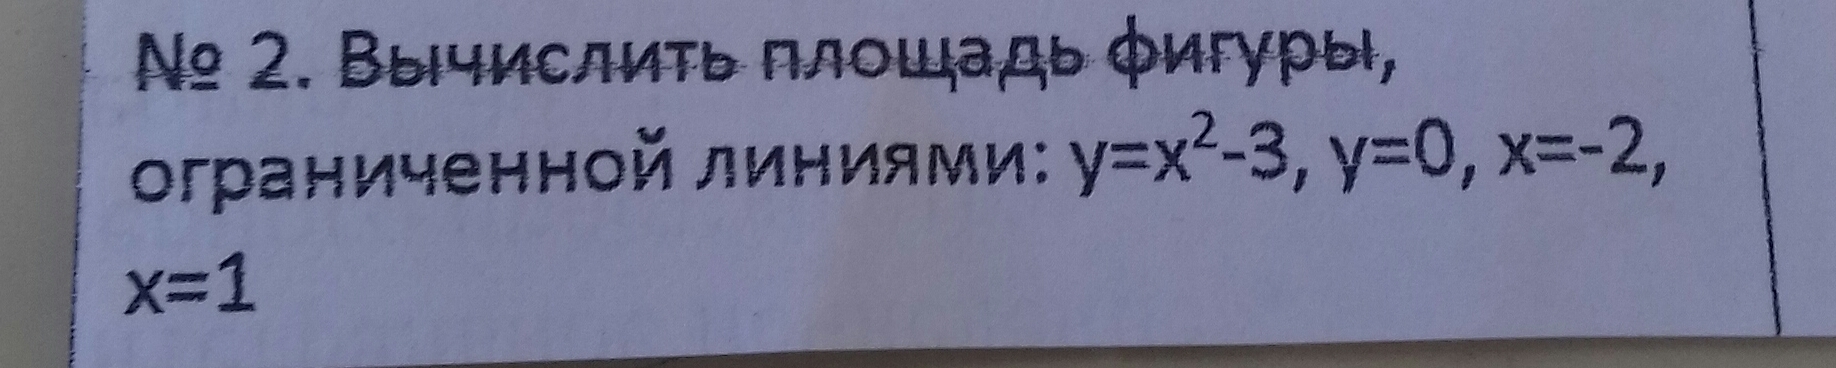 № 2. Вычислить площадь фигуры,
ограниченной линиями: y=x²-3, y=0, x=-2,
x=1